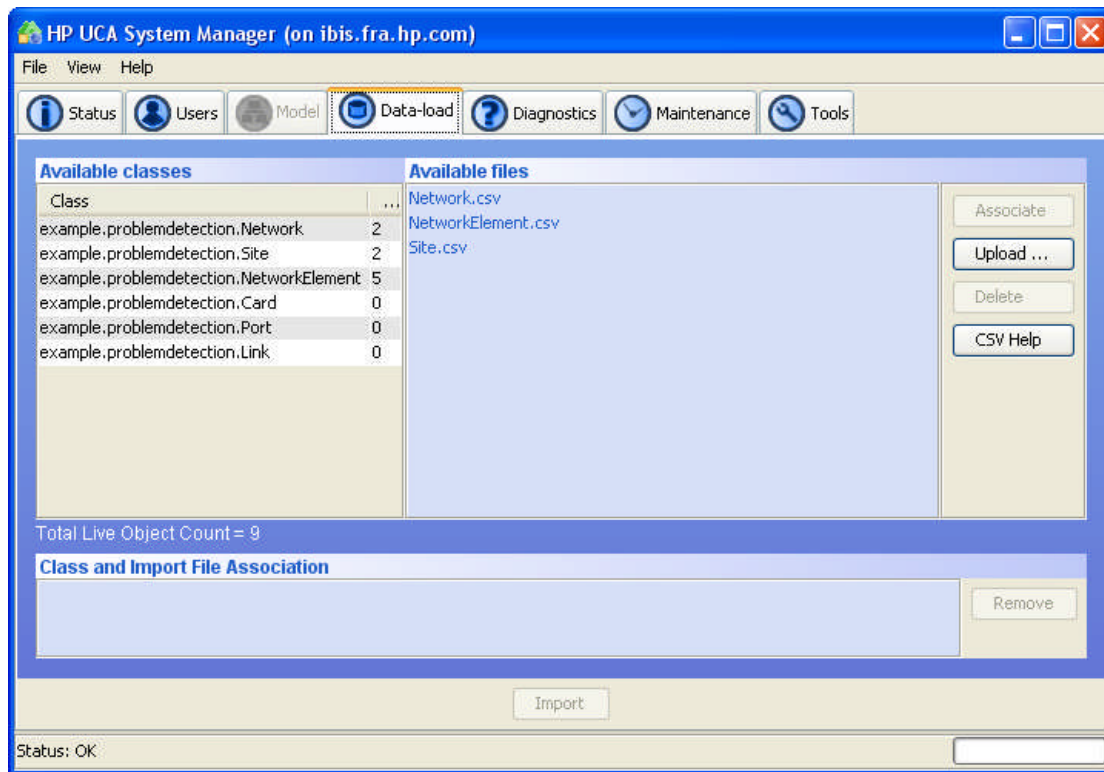 HP UCA System Manager (on ibis.fra.hp.com)
File View Help
Status Users Model Data-load Diagnostics Maintenance Tools
Available classes
Class ...
example.problemdetection.Network 2
example.problemdetection.Site 2
example.problemdetection.NetworkElement 5
example.problemdetection.Card 0
example.problemdetection.Port 0
example.problemdetection.Link 0
Available files
Network.csv
NetworkElement.csv
Site.csv
Associate
Upload ...
Delete
CSV Help
Total Live Object Count = 9
Class and Import File Association
Remove
Import
Status: OK